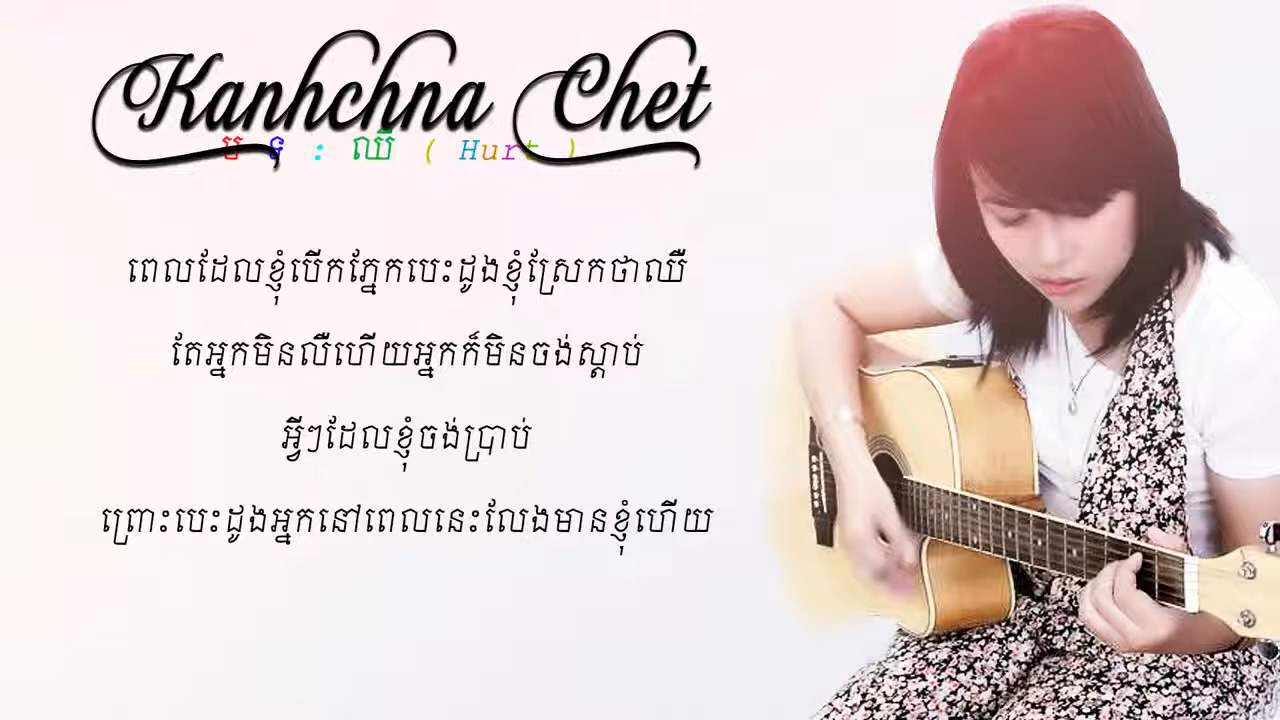 Kanhchna Chet
ប ទ : ឈឺ ( Hurt )
ពេលដែលខ្ញុំបើកភ្នែកបេះដូងខ្ញុំស្រែកថាឈឺ
តែអ្នកមិនលឺហើយអ្នកក៏មិនចង់ស្តាប់
អ្វីៗដែលខ្ញុំចង់ប្រាប់
ព្រោះបេះដូងអ្នកនៅពេលនេះលែងមានខ្ញុំហើយ